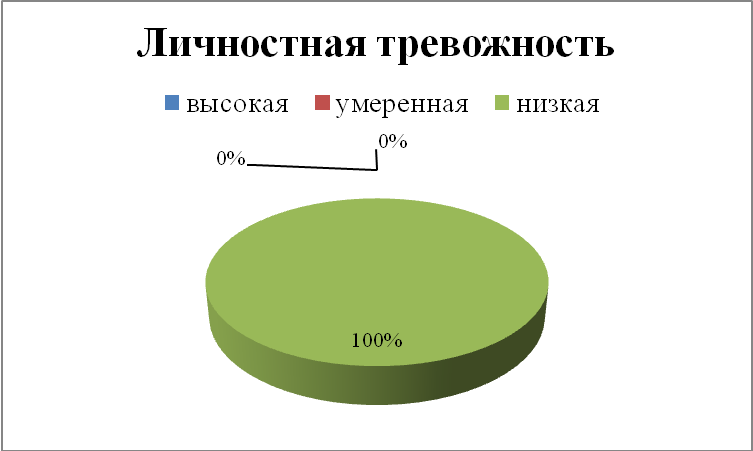 Личностная тревожность
высокая умеренная низкая
0%
0%
100%